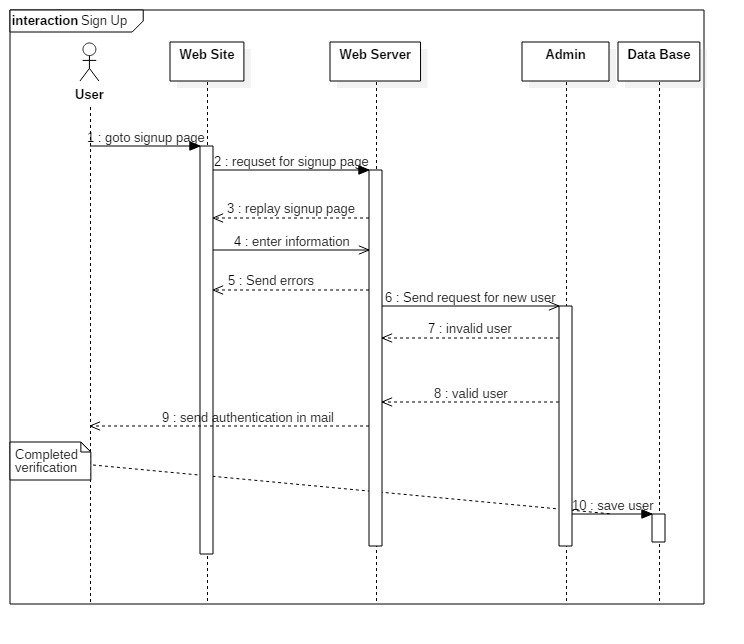 interaction Sign Up
User
Web Site
Web Server
Admin
Data Base
1 : goto signup page
2 : requset for signup page
3 : replay signup page
4 : enter information
5 : Send errors
6 : Send request for new user
7 : invalid user
8 : valid user
9 : send authentication in mail
Completed
verification
10 : save user